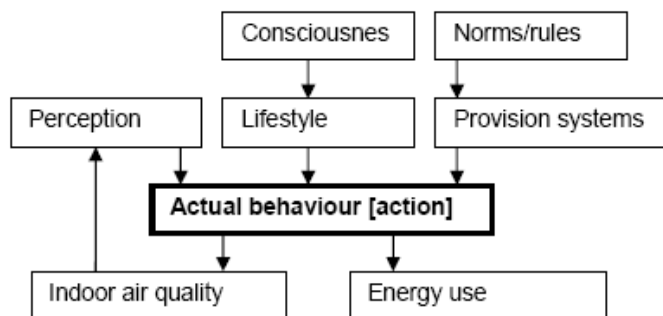 Consciousnes
Norms/rules
Perception
Lifestyle
Provision systems
Actual behaviour [action]
Indoor air quality
Energy use